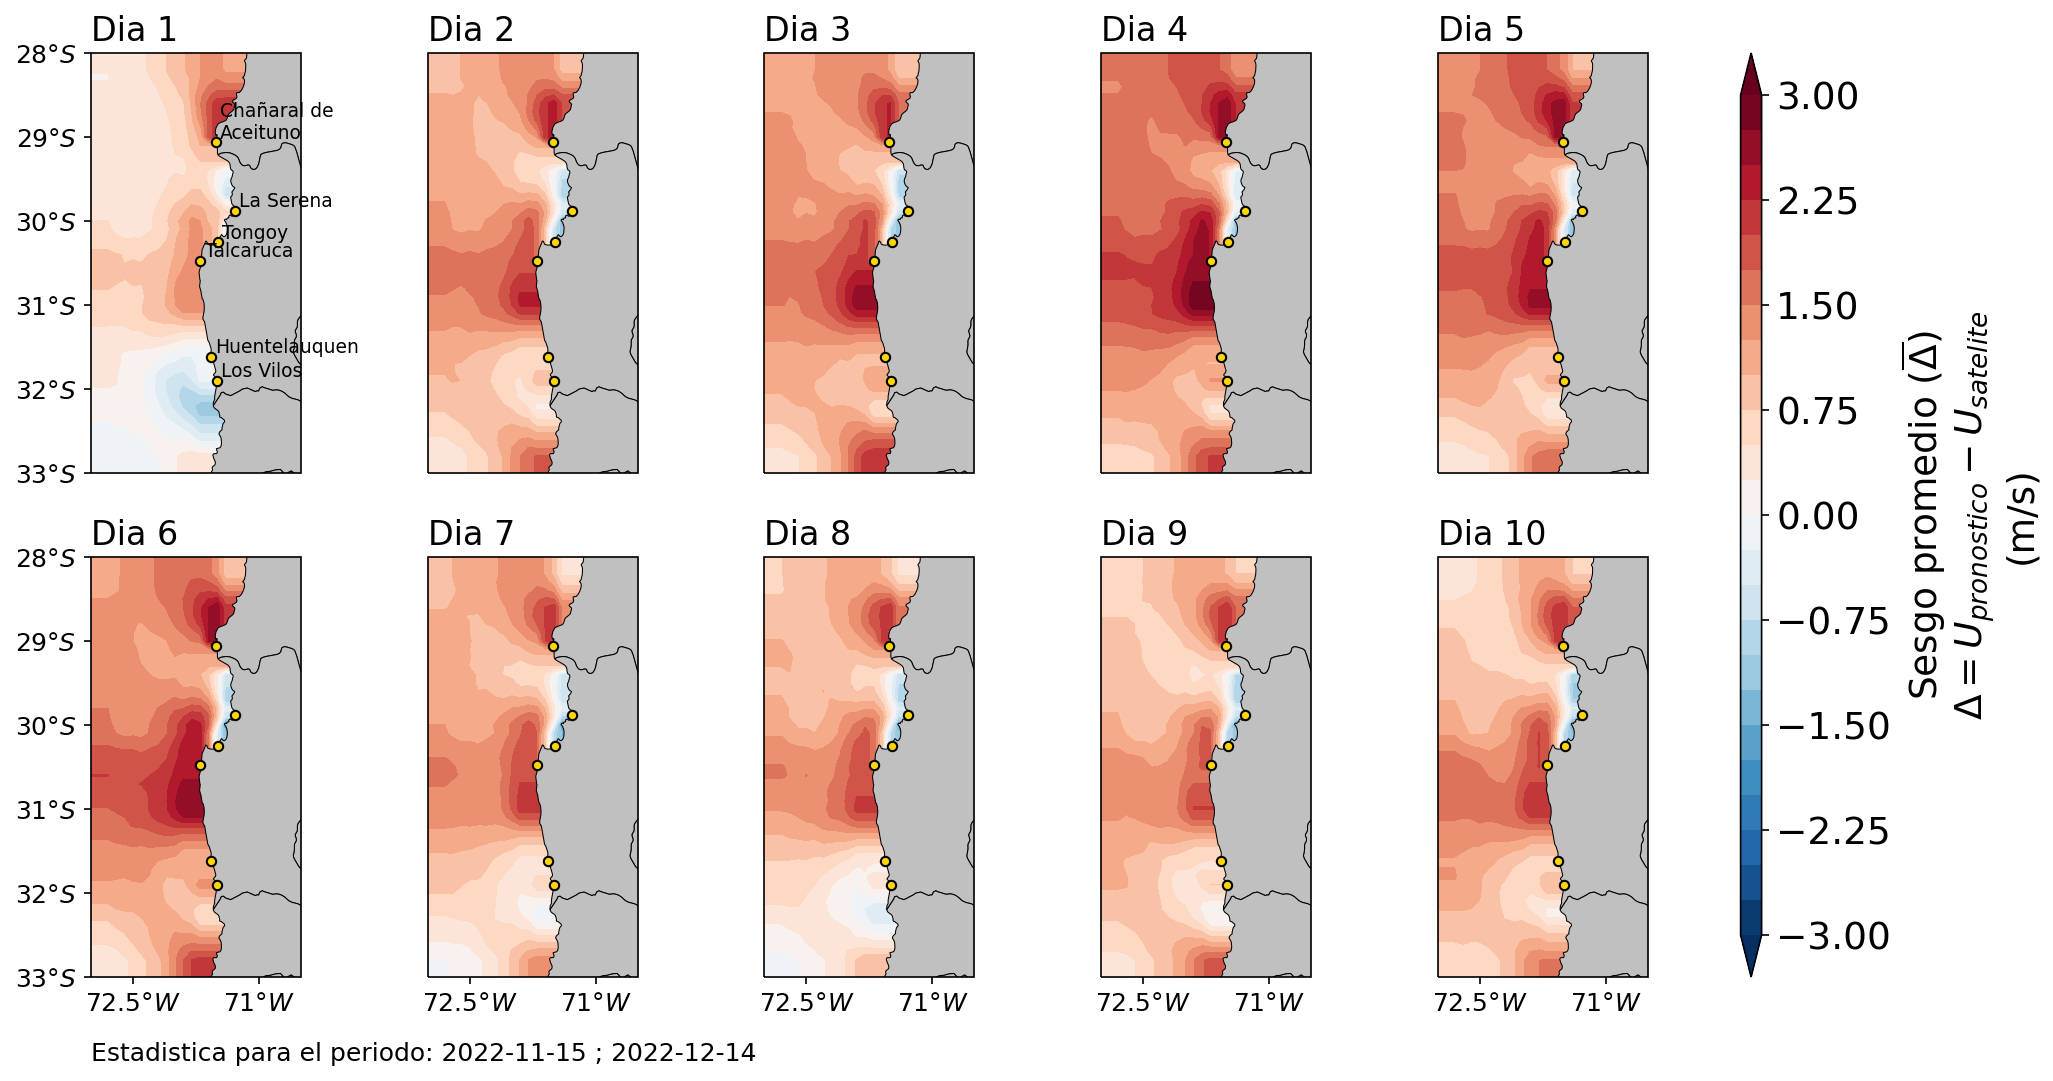 Dia 1
Dia 2
Dia 3
Dia 4
Dia 5
28°S
29°S
30°S
31°S
32°S
33°S
Chañaral de
Aceituno
La Serena
Tongoy
Talcaruca
Huentelauquen
Los Vilos
Dia 6
Dia 7
Dia 8
Dia 9
Dia 10
28°S
29°S
30°S
31°S
32°S
33°S
72.5°W 71°W
72.5°W 71°W
72.5°W 71°W
72.5°W 71°W
72.5°W 71°W
3.00
2.25
1.50
0.75
0.00
−0.75
−1.50
−2.25
−3.00
Sesgo promedio (Δ̅)
Δ = U_pronostico − U_satelite
(m/s)
Estadistica para el periodo: 2022-11-15 ; 2022-12-14